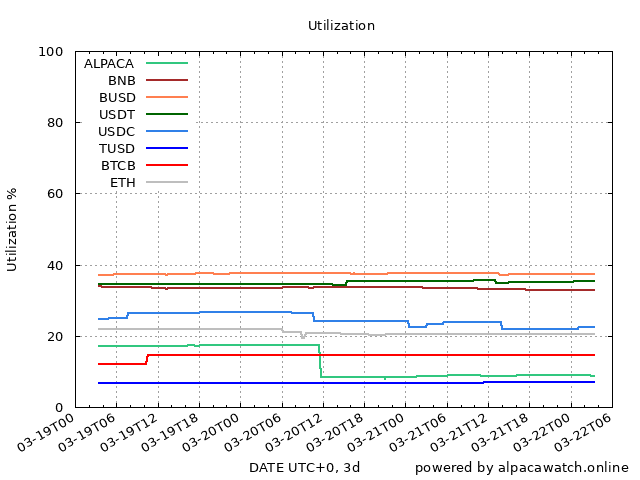 Utilization
100
80
60
40
20
0
Utilization %
ALPACA
BNB
BUSD
USDT
USDC
TUSD
BTCB
ETH
03-19T00
03-19T06
03-19T12
03-19T18
03-20T00
03-20T06
03-20T12
03-20T18
03-21T00
03-21T06
03-21T12
03-21T18
03-22T00
03-22T06
DATE UTC+0, 3d
powered by alpacawatch.online